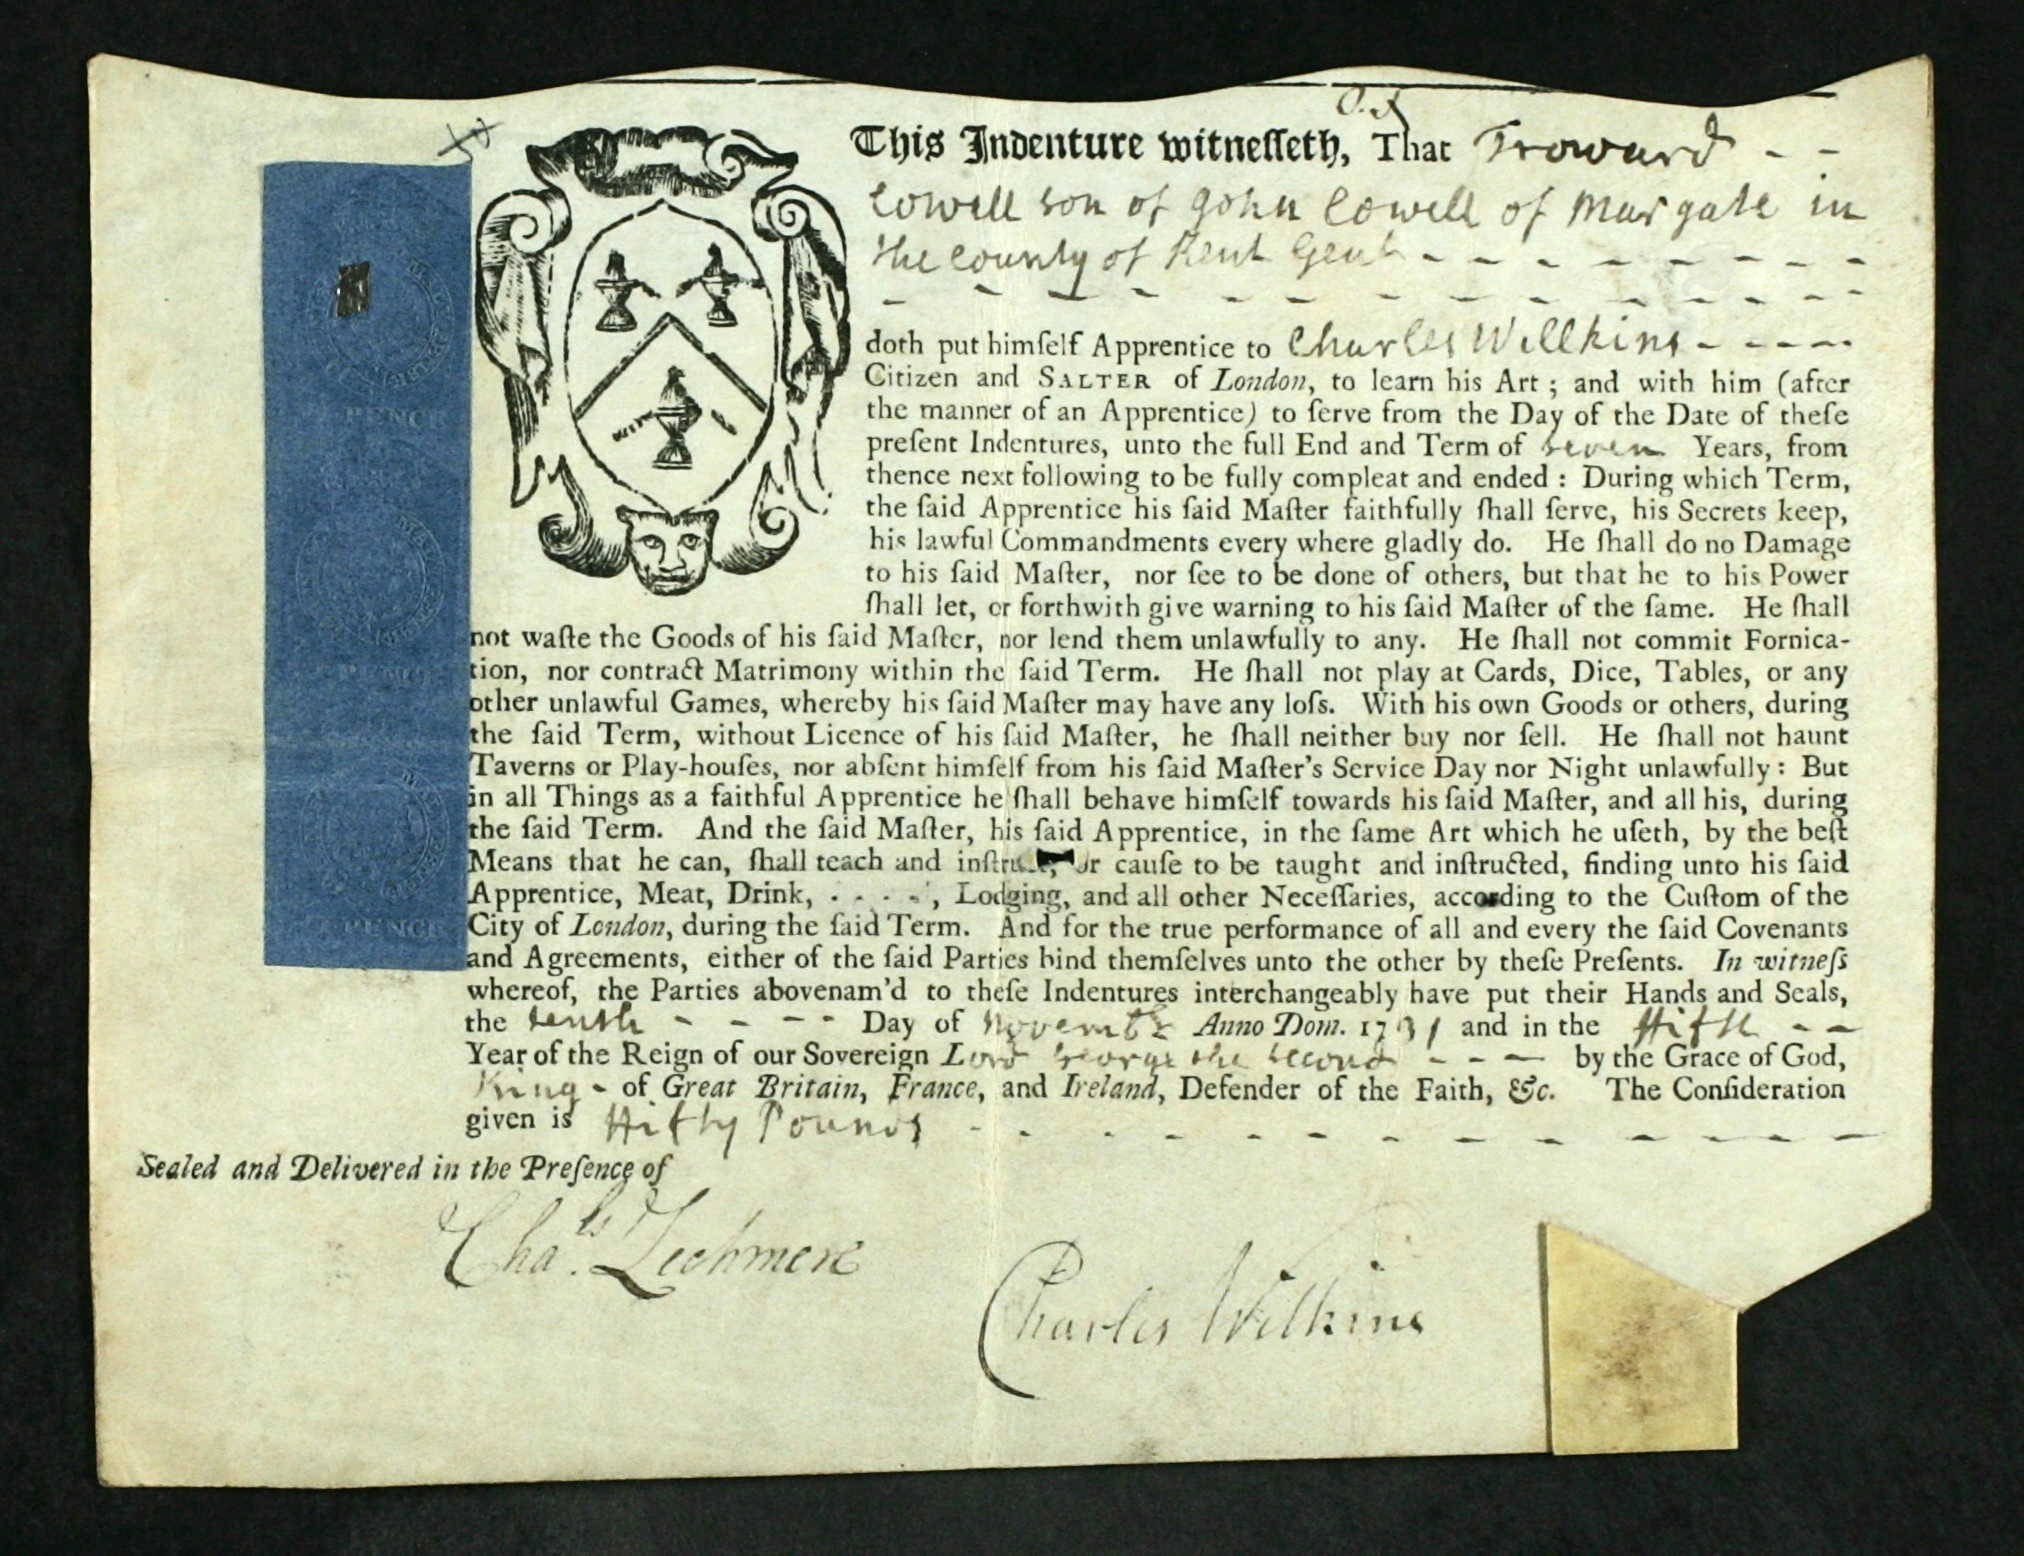 This Indenture witneſſeth, That Troward - -
Cowell son of John Cowell of Margate in
the County of Kent Gent - - - - - - - - -
doth put himſelf Apprentice to Charles Willkins - - - - -
Citizen and SALTER of London, to learn his Art ; and with him (after
the manner of an Apprentice) to ſerve from the Day of the Date of theſe
preſent Indentures, unto the full End and Term of seven Years, from
thence next following to be fully compleat and ended : During which Term,
the ſaid Apprentice his ſaid Maſter faithfully ſhall ſerve, his Secrets keep,
his lawful Commandments every where gladly do. He ſhall do no Damage
to his ſaid Maſter, nor ſee to be done of others, but that he to his Power
ſhall let, or forthwith give warning to his ſaid Maſter of the ſame. He ſhall
not waſte the Goods of his ſaid Maſter, nor lend them unlawfully to any. He ſhall not commit Fornica-
tion, nor contract Matrimony within the ſaid Term. He ſhall not play at Cards, Dice, Tables, or any
other unlawful Games, whereby his ſaid Maſter may have any loſs. With his own Goods or others, during
the ſaid Term, without Licence of his ſaid Maſter, he ſhall neither buy nor ſell. He ſhall not haunt
Taverns or Play-houſes, nor abſent himſelf from his ſaid Maſter's Service Day nor Night unlawfully : But
in all Things as a faithful Apprentice he ſhall behave himſelf towards his ſaid Maſter, and all his, during
the ſaid Term. And the ſaid Maſter, his ſaid Apprentice, in the ſame Art which he uſeth, by the beſt
Means that he can, ſhall teach and inſtruct, or cauſe to be taught and inſtructed, finding unto his ſaid
Apprentice, Meat, Drink, . . . . , Lodging, and all other Neceſſaries, according to the Cuſtom of the
City of London, during the ſaid Term. And for the true performance of all and every the ſaid Covenants
and Agreements, either of the ſaid Parties bind themſelves unto the other by theſe Preſents. In witneſs
whereof, the Parties abovenam'd to theſe Indentures interchangeably have put their Hands and Seals,
the tenth - - - - Day of Novembr Anno Dom. 1731 and in the ffifth - -
Year of the Reign of our Sovereign Lord George the second - - - by the Grace of God,
King - of Great Britain, France, and Ireland, Defender of the Faith, &c. The Conſideration
given is ffifty Pounds - - - - - - - - - - - -
Sealed and Delivered in the Preſence of
Chals. Lechmere
Charles Wilkins
PENCE
PENCE
PENCE